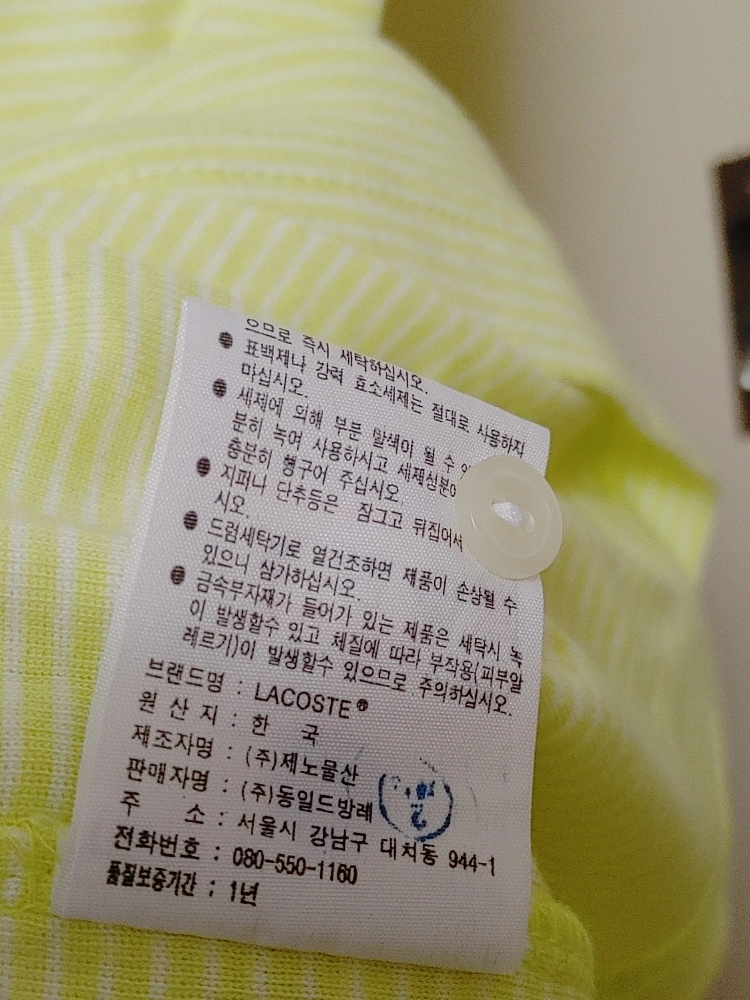 으므로 즉시 세탁하십시오.
표백제나 강력 효소세제는 절대로 사용하지
마십시오.
세제에 의해 부분 탈색이 될 수
분히 녹여 사용하시고 세제성분이
충분히 헹구어 주십시오.
지퍼나 단추등은 잠그고 뒤집어서
시오.
드럼세탁기로 열건조하면 제품이 손상될 수
있으니 삼가하십시오.
금속부자재가 들어가 있는 제품은 세탁시 녹
이 발생할수 있고 체질에 따라 부작용(피부알
레르기)이 발생할수 있으므로 주의하십시오.
브랜드명 : LACOSTE®
원 산 지 : 한 국
제조자명 : (주)제노물산
판매자명 : (주)동일드방레
주 소 : 서울시 강남구 대치동 944-1
전화번호 : 080-550-1160
품질보증기간 : 1년